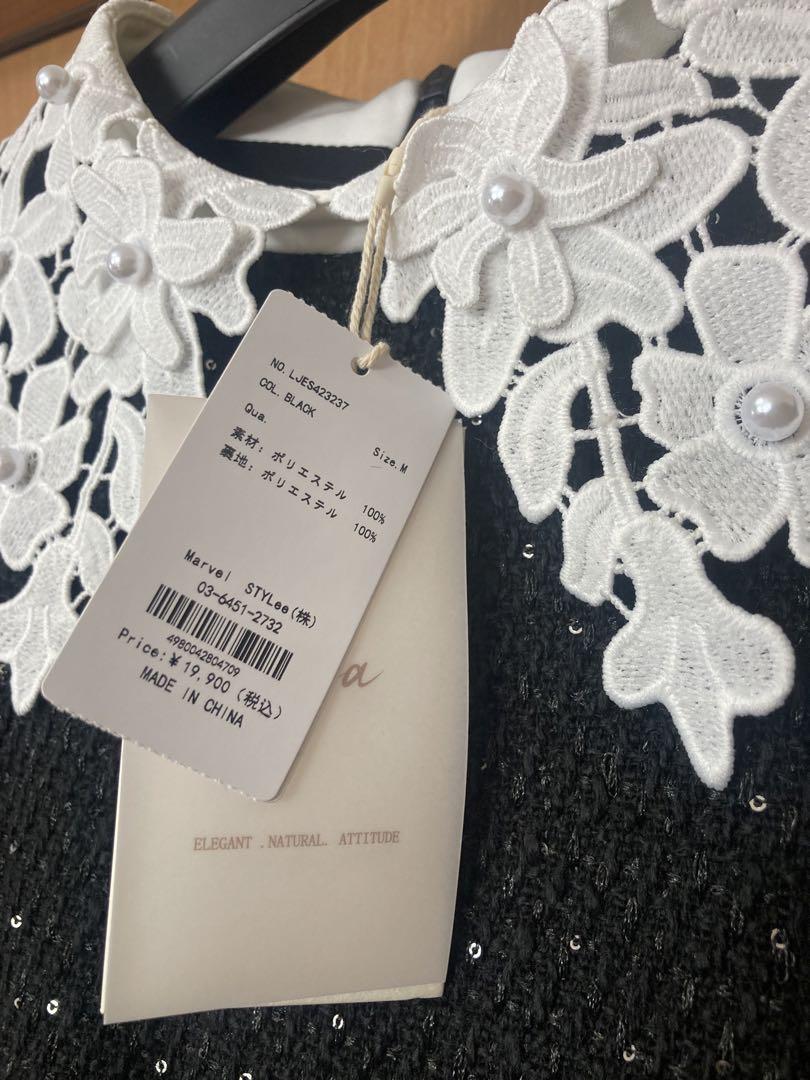 NO. LJES423237
COL. BLACK
Qua.
Size. M
素材: ポリエステル 100%
裏地: ポリエステル 100%
Marvel STYLee(株)
03-6451-2732
4980042804709
Price:¥19,900(税込)
MADE IN CHINA
a
ELEGANT .NATURAL. ATTITUDE